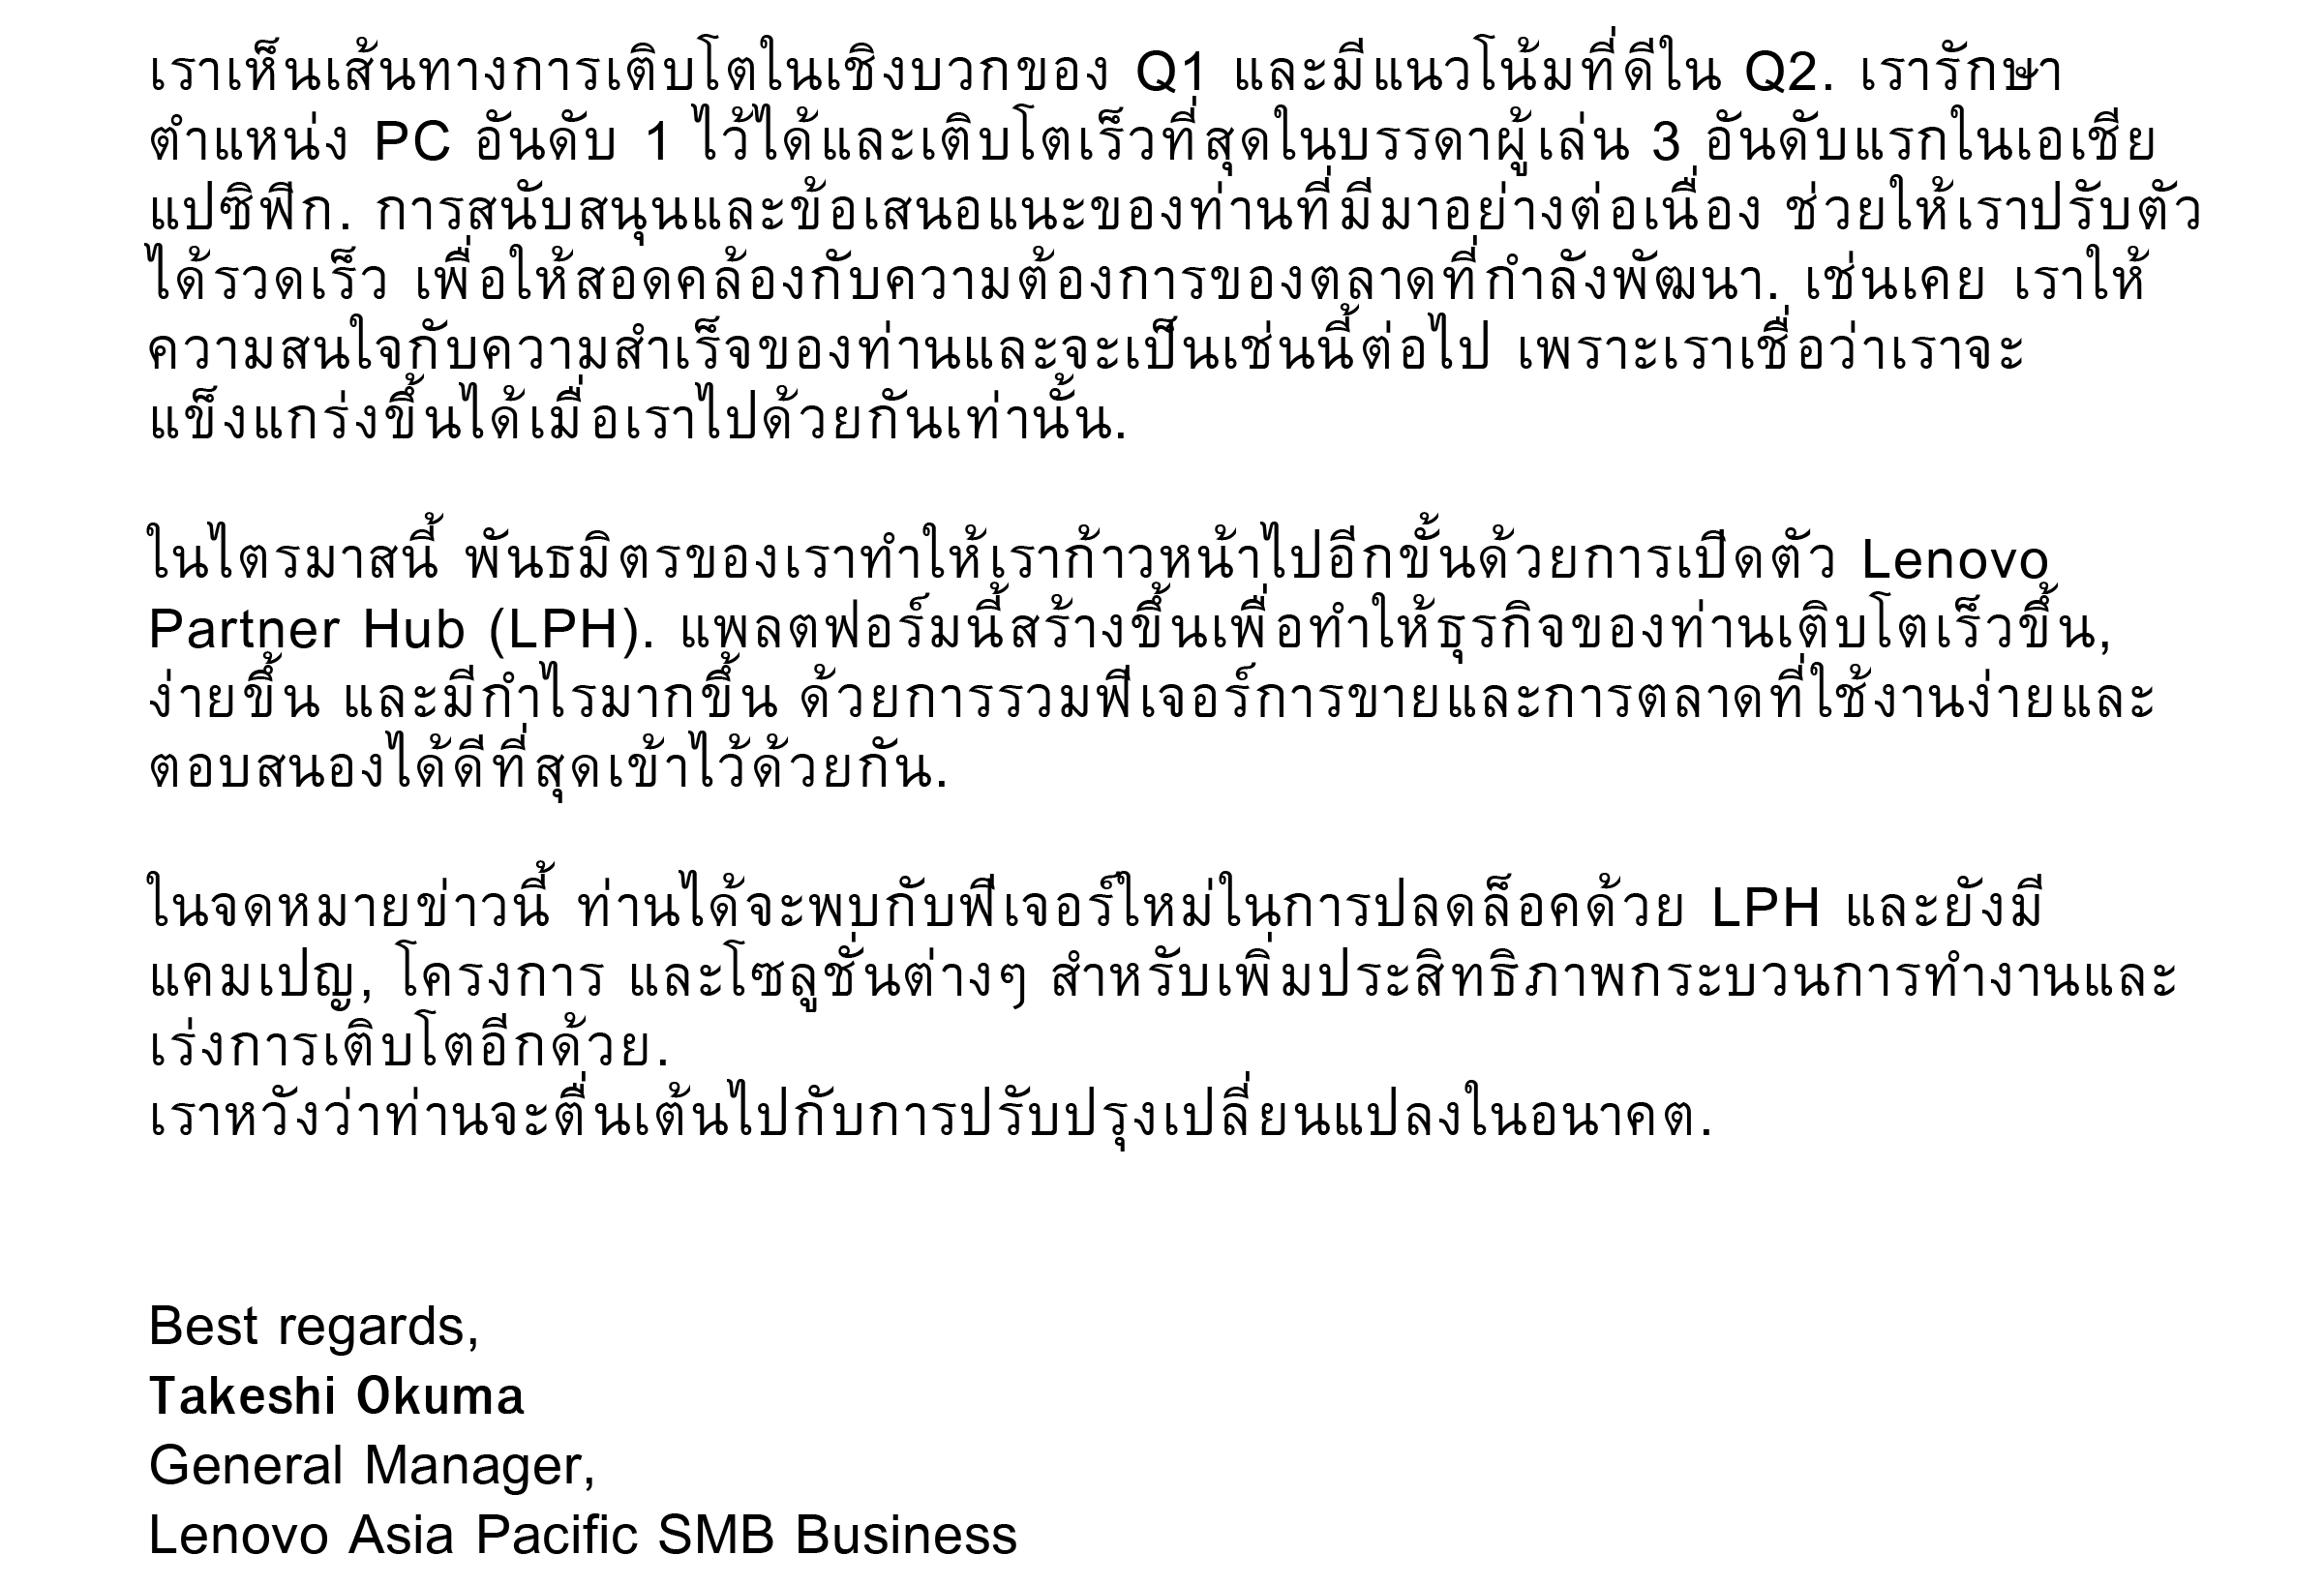 เราเห็นเส้นทางการเติบโตในเชิงบวกของ Q1 และมีแนวโน้มที่ดีใน Q2. เรารักษา
ตำแหน่ง PC อันดับ 1 ไว้ได้และเติบโตเร็วที่สุดในบรรดาผู้เล่น 3 อันดับแรกในเอเชีย
แปซิฟิก. การสนับสนุนและข้อเสนอแนะของท่านที่มีมาอย่างต่อเนื่อง ช่วยให้เราปรับตัว
ได้รวดเร็ว เพื่อให้สอดคล้องกับความต้องการของตลาดที่กำลังพัฒนา. เช่นเคย เราให้
ความสนใจกับความสำเร็จของท่านและจะเป็นเช่นนี้ต่อไป เพราะเราเชื่อว่าเราจะ
แข็งแกร่งขึ้นได้เมื่อเราไปด้วยกันเท่านั้น.
ในไตรมาสนี้ พันธมิตรของเราทำให้เราก้าวหน้าไปอีกขั้นด้วยการเปิดตัว Lenovo
Partner Hub (LPH). แพลตฟอร์มนี้สร้างขึ้นเพื่อทำให้ธุรกิจของท่านเติบโตเร็วขึ้น,
ง่ายขึ้น และมีกำไรมากขึ้น ด้วยการรวมฟีเจอร์การขายและการตลาดที่ใช้งานง่ายและ
ตอบสนองได้ดีที่สุดเข้าไว้ด้วยกัน.
ในจดหมายข่าวนี้ ท่านได้จะพบกับฟีเจอร์ใหม่ในการปลดล็อคด้วย LPH และยังมี
แคมเปญ, โครงการ และโซลูชั่นต่างๆ สำหรับเพิ่มประสิทธิภาพกระบวนการทำงานและ
เร่งการเติบโตอีกด้วย.
เราหวังว่าท่านจะตื่นเต้นไปกับการปรับปรุงเปลี่ยนแปลงในอนาคต.
Best regards,
Takeshi Okuma
General Manager,
Lenovo Asia Pacific SMB Business